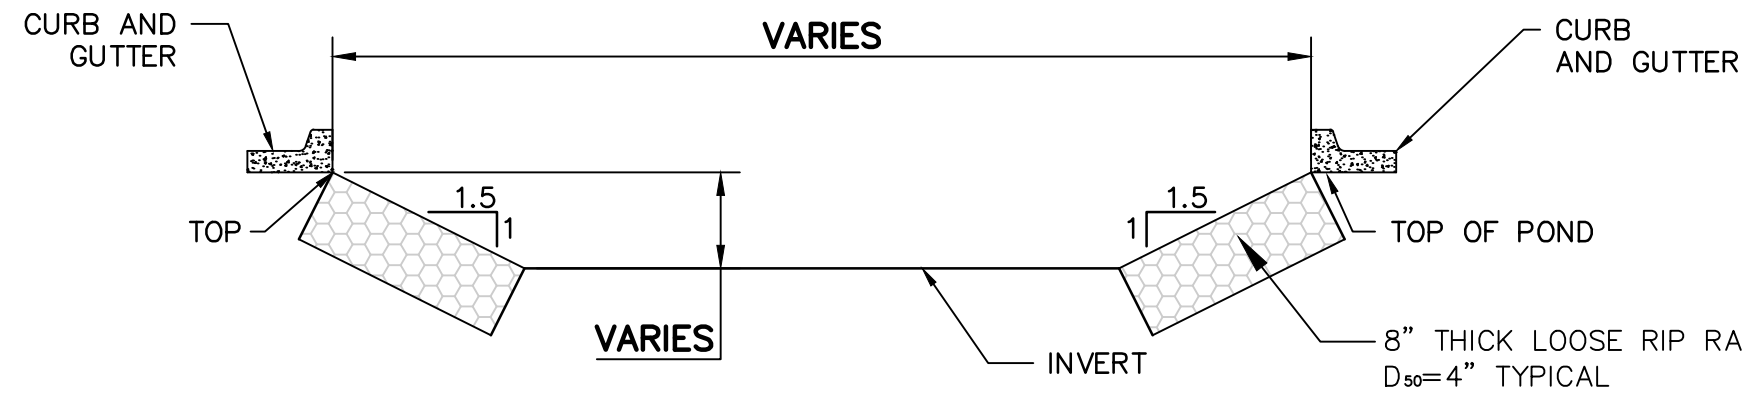 CURB AND
GUTTER
VARIES
CURB
AND GUTTER
1.5
1
1.5
1
TOP
TOP OF POND
VARIES
INVERT
8" THICK LOOSE RIP RA
D50=4" TYPICAL